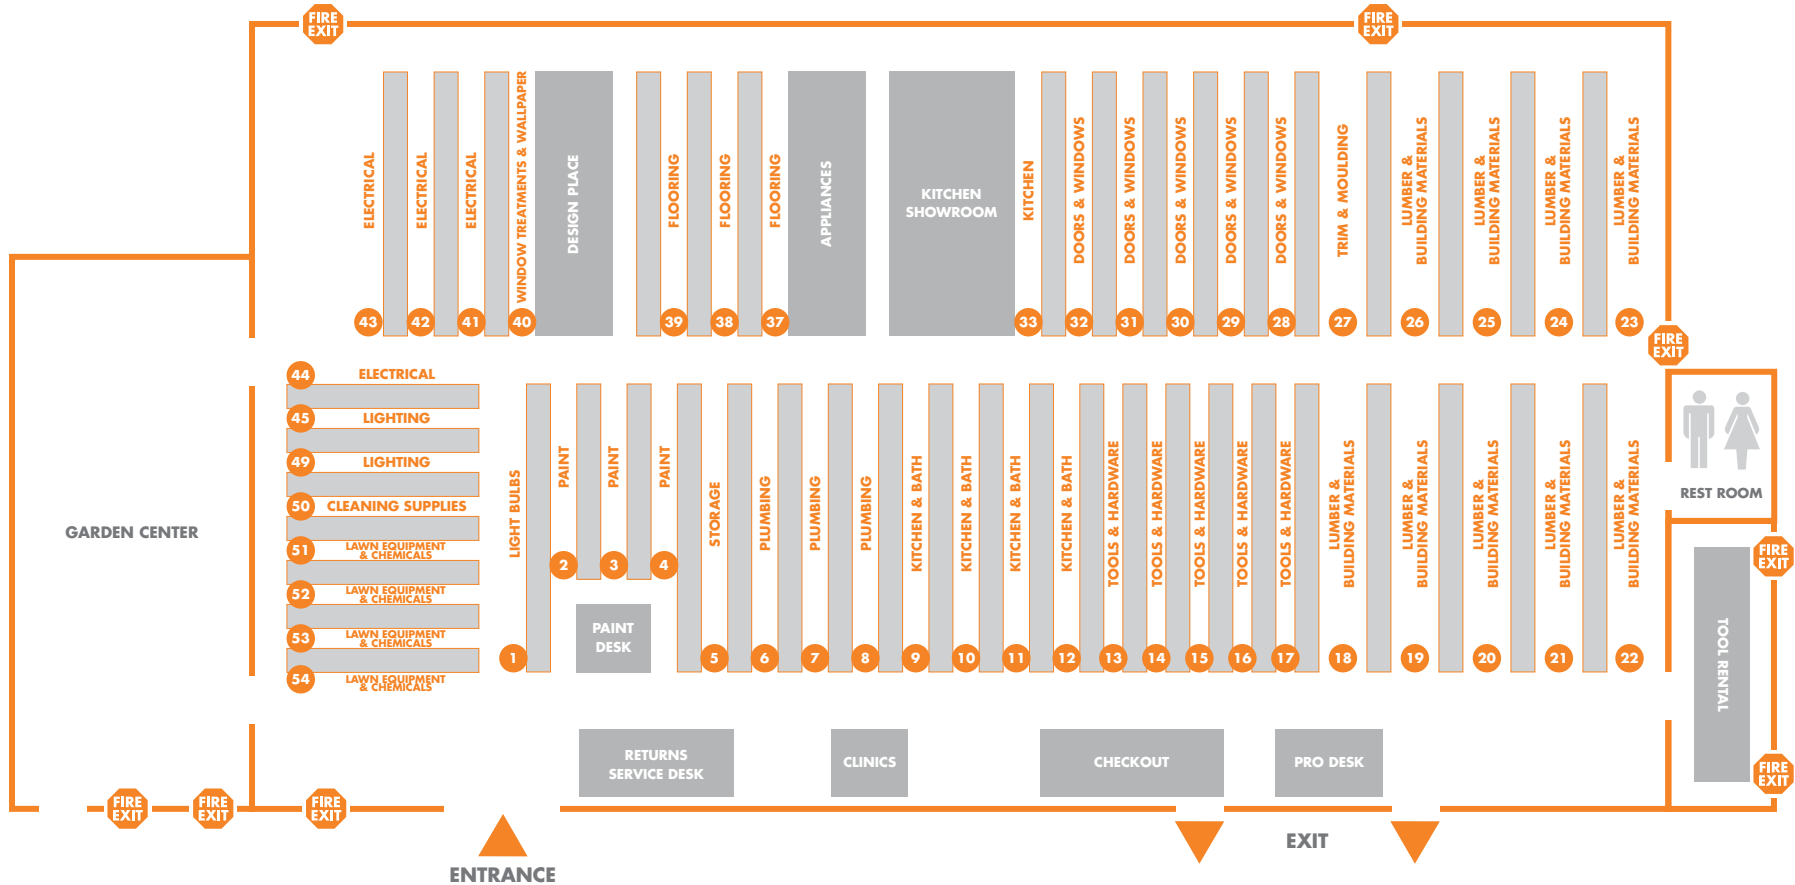 FIRE
EXIT
FIRE
EXIT
ELECTRICAL
ELECTRICAL
ELECTRICAL
WINDOW TREATMENTS & WALLPAPER
DESIGN PLACE
FLOORING
FLOORING
FLOORING
APPLIANCES
KITCHEN
SHOWROOM
KITCHEN
DOORS & WINDOWS
DOORS & WINDOWS
DOORS & WINDOWS
DOORS & WINDOWS
DOORS & WINDOWS
TRIM & MOULDING
LUMBER &
BUILDING MATERIALS
LUMBER &
BUILDING MATERIALS
LUMBER &
BUILDING MATERIALS
LUMBER &
BUILDING MATERIALS
43
42
41
40
39
38
37
33
32
31
30
29
28
27
26
25
24
23
FIRE
EXIT
44
ELECTRICAL
45
LIGHTING
49
LIGHTING
50
CLEANING SUPPLIES
51
LAWN EQUIPMENT
& CHEMICALS
52
LAWN EQUIPMENT
& CHEMICALS
53
LAWN EQUIPMENT
& CHEMICALS
54
LAWN EQUIPMENT
& CHEMICALS
GARDEN CENTER
LIGHT BULBS
PAINT
PAINT
PAINT
STORAGE
PLUMBING
PLUMBING
PLUMBING
KITCHEN & BATH
KITCHEN & BATH
KITCHEN & BATH
KITCHEN & BATH
TOOLS & HARDWARE
TOOLS & HARDWARE
TOOLS & HARDWARE
TOOLS & HARDWARE
TOOLS & HARDWARE
LUMBER &
BUILDING MATERIALS
LUMBER &
BUILDING MATERIALS
LUMBER &
BUILDING MATERIALS
LUMBER &
BUILDING MATERIALS
LUMBER &
BUILDING MATERIALS
REST ROOM
FIRE
EXIT
2
3
4
PAINT
DESK
1
5
6
7
8
9
10
11
12
13
14
15
16
17
18
19
20
21
22
TOOL RENTAL
RETURNS
SERVICE DESK
CLINICS
CHECKOUT
PRO DESK
FIRE
EXIT
FIRE
EXIT
FIRE
EXIT
FIRE
EXIT
EXIT
ENTRANCE